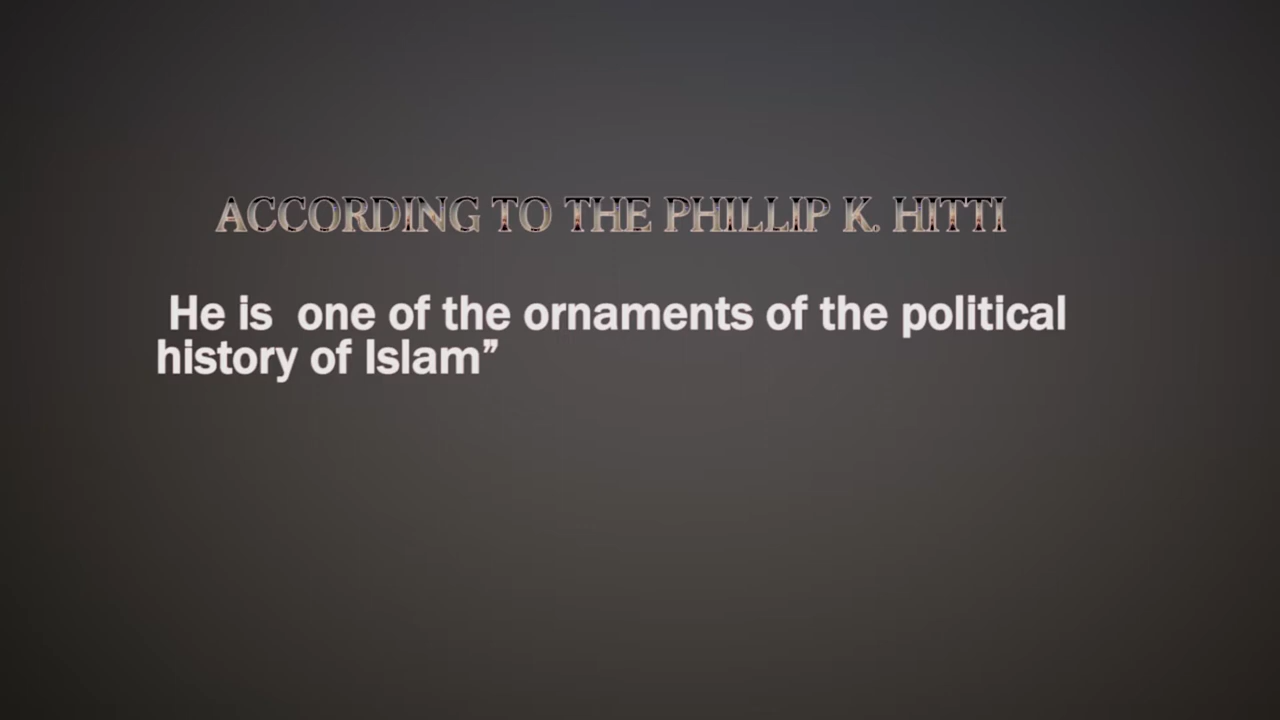 ACCORDING TO THE PHILLIP K. HITTI
He is  one of the ornaments of the political
history of Islam”